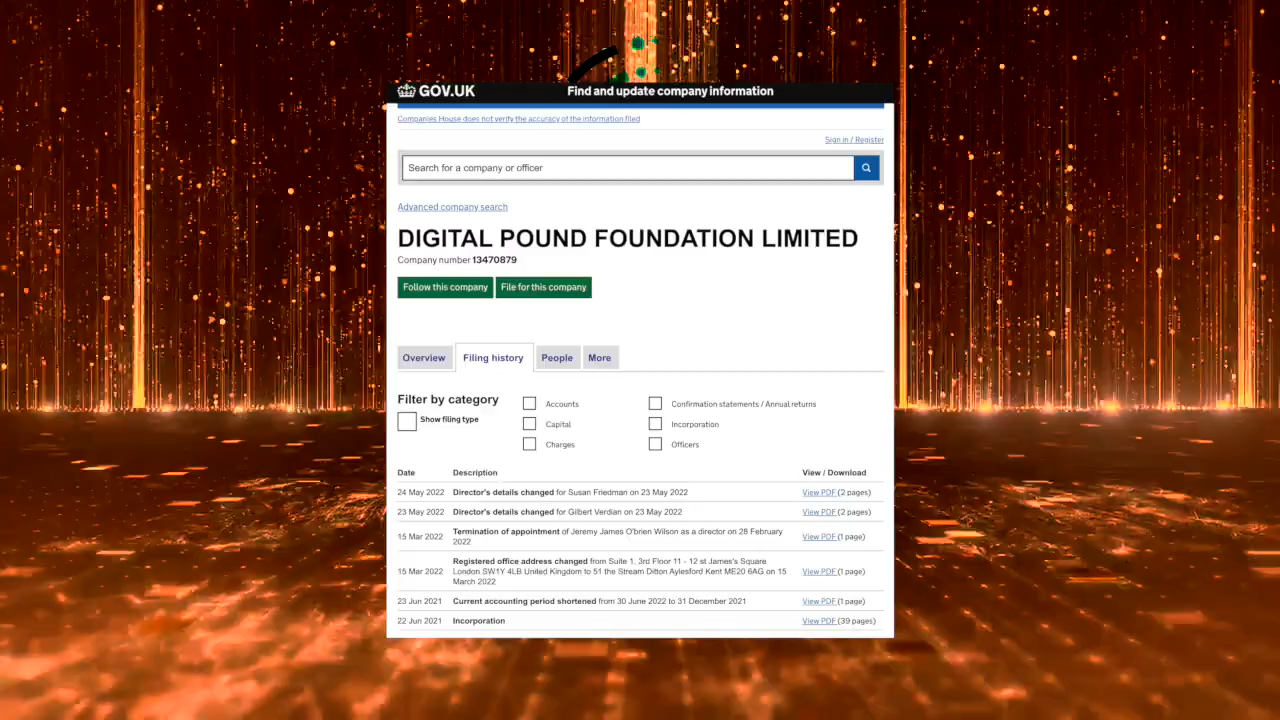 GOV.UK
Find and update company information
Companies House does not verify the accuracy of the information filed
Sign in / Register
Search for a company or officer
Advanced company search
DIGITAL POUND FOUNDATION LIMITED
Company number 13470879
Follow this company
File for this company
Overview
Filing history
People
More
Filter by category
Show filing type
Accounts
Confirmation statements / Annual returns
Capital
Incorporation
Charges
Officers
Date
Description
View / Download
24 May 2022
Director's details changed for Susan Friedman on 23 May 2022
View PDF (2 pages)
23 May 2022
Director's details changed for Gilbert Verdian on 23 May 2022
View PDF (2 pages)
15 Mar 2022
Termination of appointment of Jeremy James O'brien Wilson as a director on 28 February
2022
View PDF (1 page)
15 Mar 2022
Registered office address changed from Suite 1, 3rd Floor 11 - 12 st James's Square
London SW1Y 4LB United Kingdom to 51 the Stream Ditton Aylesford Kent ME20 6AG on 15
March 2022
View PDF (1 page)
23 Jun 2021
Current accounting period shortened from 30 June 2022 to 31 December 2021
View PDF (1 page)
22 Jun 2021
Incorporation
View PDF (39 pages)